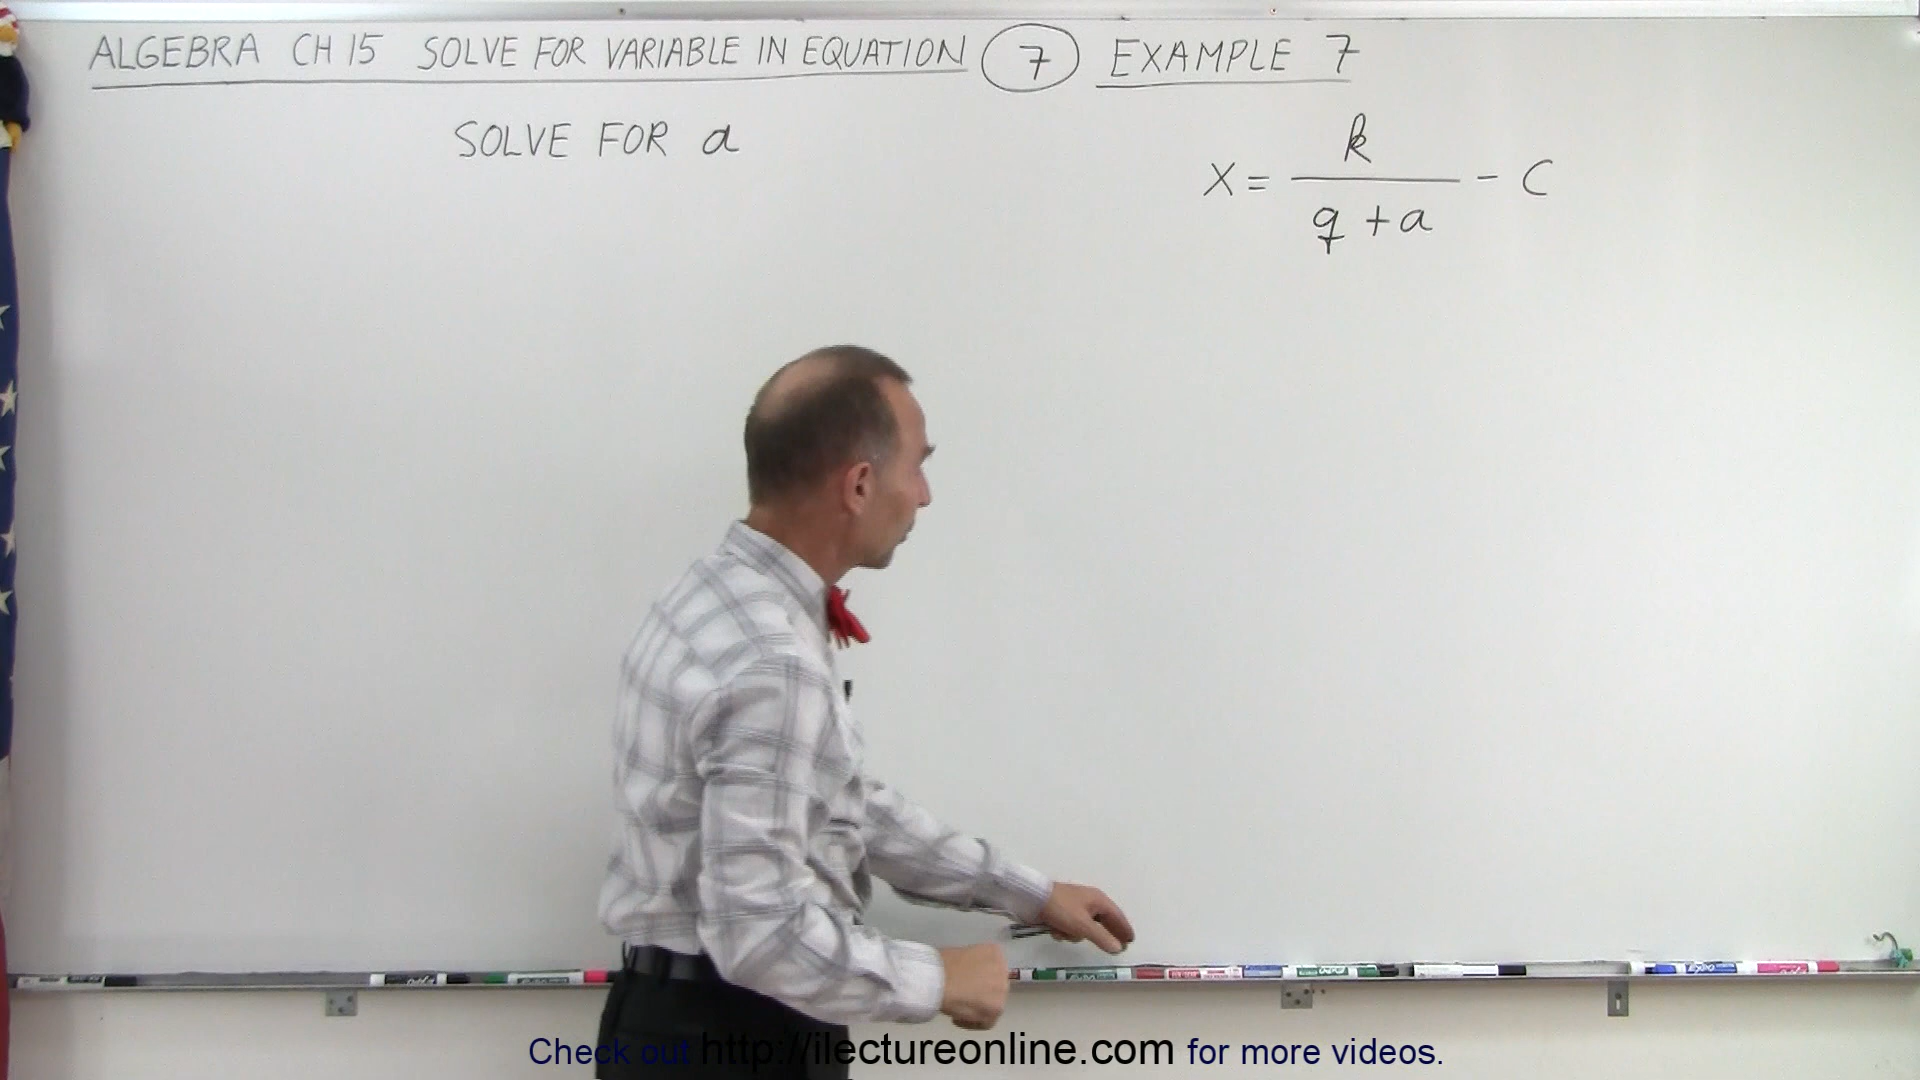 ALGEBRA CH 15 SOLVE FOR VARIABLE IN EQUATION 7 EXAMPLE 7
SOLVE FOR a
x = k / (q + a) - c
Check out http://ilectureonline.com for more videos.